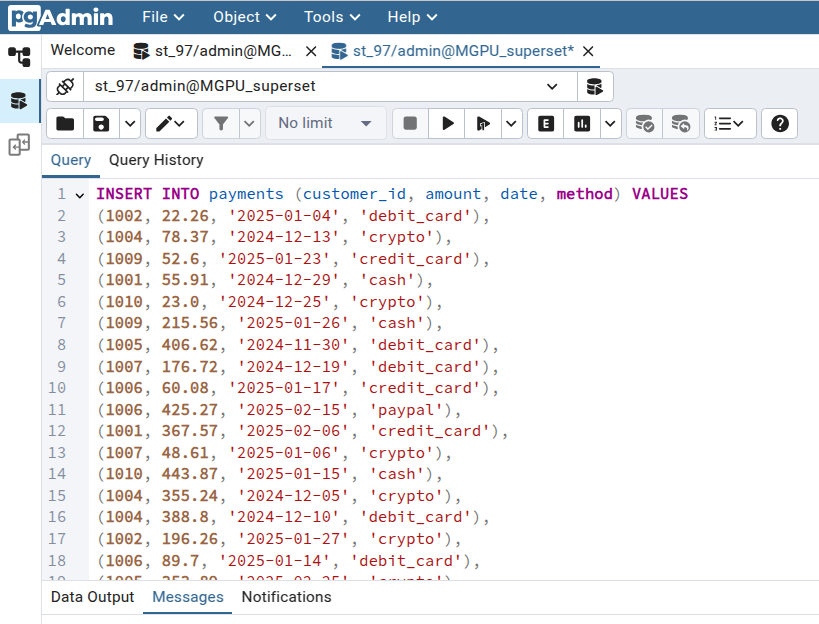 pgAdmin File Object Tools Help
Welcome st_97/admin@MG... st_97/admin@MGPU_superset*
st_97/admin@MGPU_superset
No limit E
Query Query History
1 INSERT INTO payments (customer_id, amount, date, method) VALUES
2 (1002, 22.26, '2025-01-04', 'debit_card'),
3 (1004, 78.37, '2024-12-13', 'crypto'),
4 (1009, 52.6, '2025-01-23', 'credit_card'),
5 (1001, 55.91, '2024-12-29', 'cash'),
6 (1010, 23.0, '2024-12-25', 'crypto'),
7 (1009, 215.56, '2025-01-26', 'cash'),
8 (1005, 406.62, '2024-11-30', 'debit_card'),
9 (1007, 176.72, '2024-12-19', 'debit_card'),
10 (1006, 60.08, '2025-01-17', 'credit_card'),
11 (1006, 425.27, '2025-02-15', 'paypal'),
12 (1001, 367.57, '2025-02-06', 'credit_card'),
13 (1007, 48.61, '2025-01-06', 'crypto'),
14 (1010, 443.87, '2025-01-15', 'cash'),
15 (1004, 355.24, '2024-12-05', 'crypto'),
16 (1004, 388.8, '2024-12-10', 'debit_card'),
17 (1002, 196.26, '2025-01-27', 'crypto'),
18 (1006, 89.7, '2025-01-14', 'debit_card'),
Data Output Messages Notifications